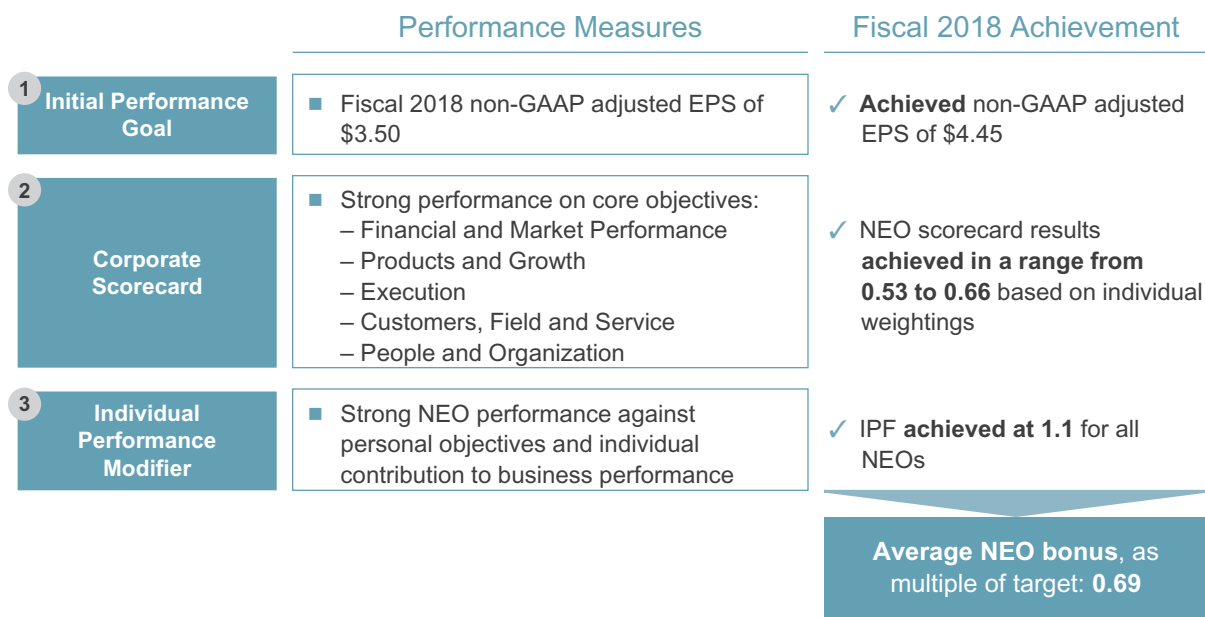 Performance Measures
Fiscal 2018 Achievement
1
Initial Performance
Goal
■ Fiscal 2018 non-GAAP adjusted EPS of
$3.50
✓ Achieved non-GAAP adjusted
EPS of $4.45
2
Corporate
Scorecard
■ Strong performance on core objectives:
– Financial and Market Performance
– Products and Growth
– Execution
– Customers, Field and Service
– People and Organization
✓ NEO scorecard results
achieved in a range from
0.53 to 0.66 based on individual
weightings
3
Individual
Performance
Modifier
■ Strong NEO performance against
personal objectives and individual
contribution to business performance
✓ IPF achieved at 1.1 for all
NEOs
Average NEO bonus, as
multiple of target: 0.69